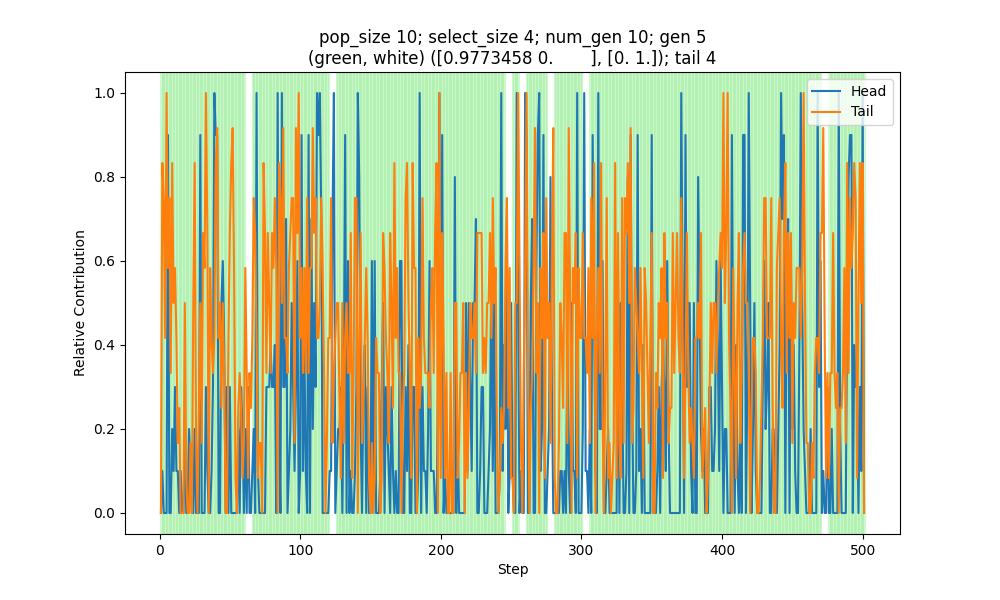 pop_size 10; select_size 4; num_gen 10; gen 5
(green, white) ([0.9773458 0.       ], [0. 1.]); tail 4
Head
Tail
1.0
0.8
0.6
0.4
0.2
0.0
Relative Contribution
0
100
200
300
400
500
Step